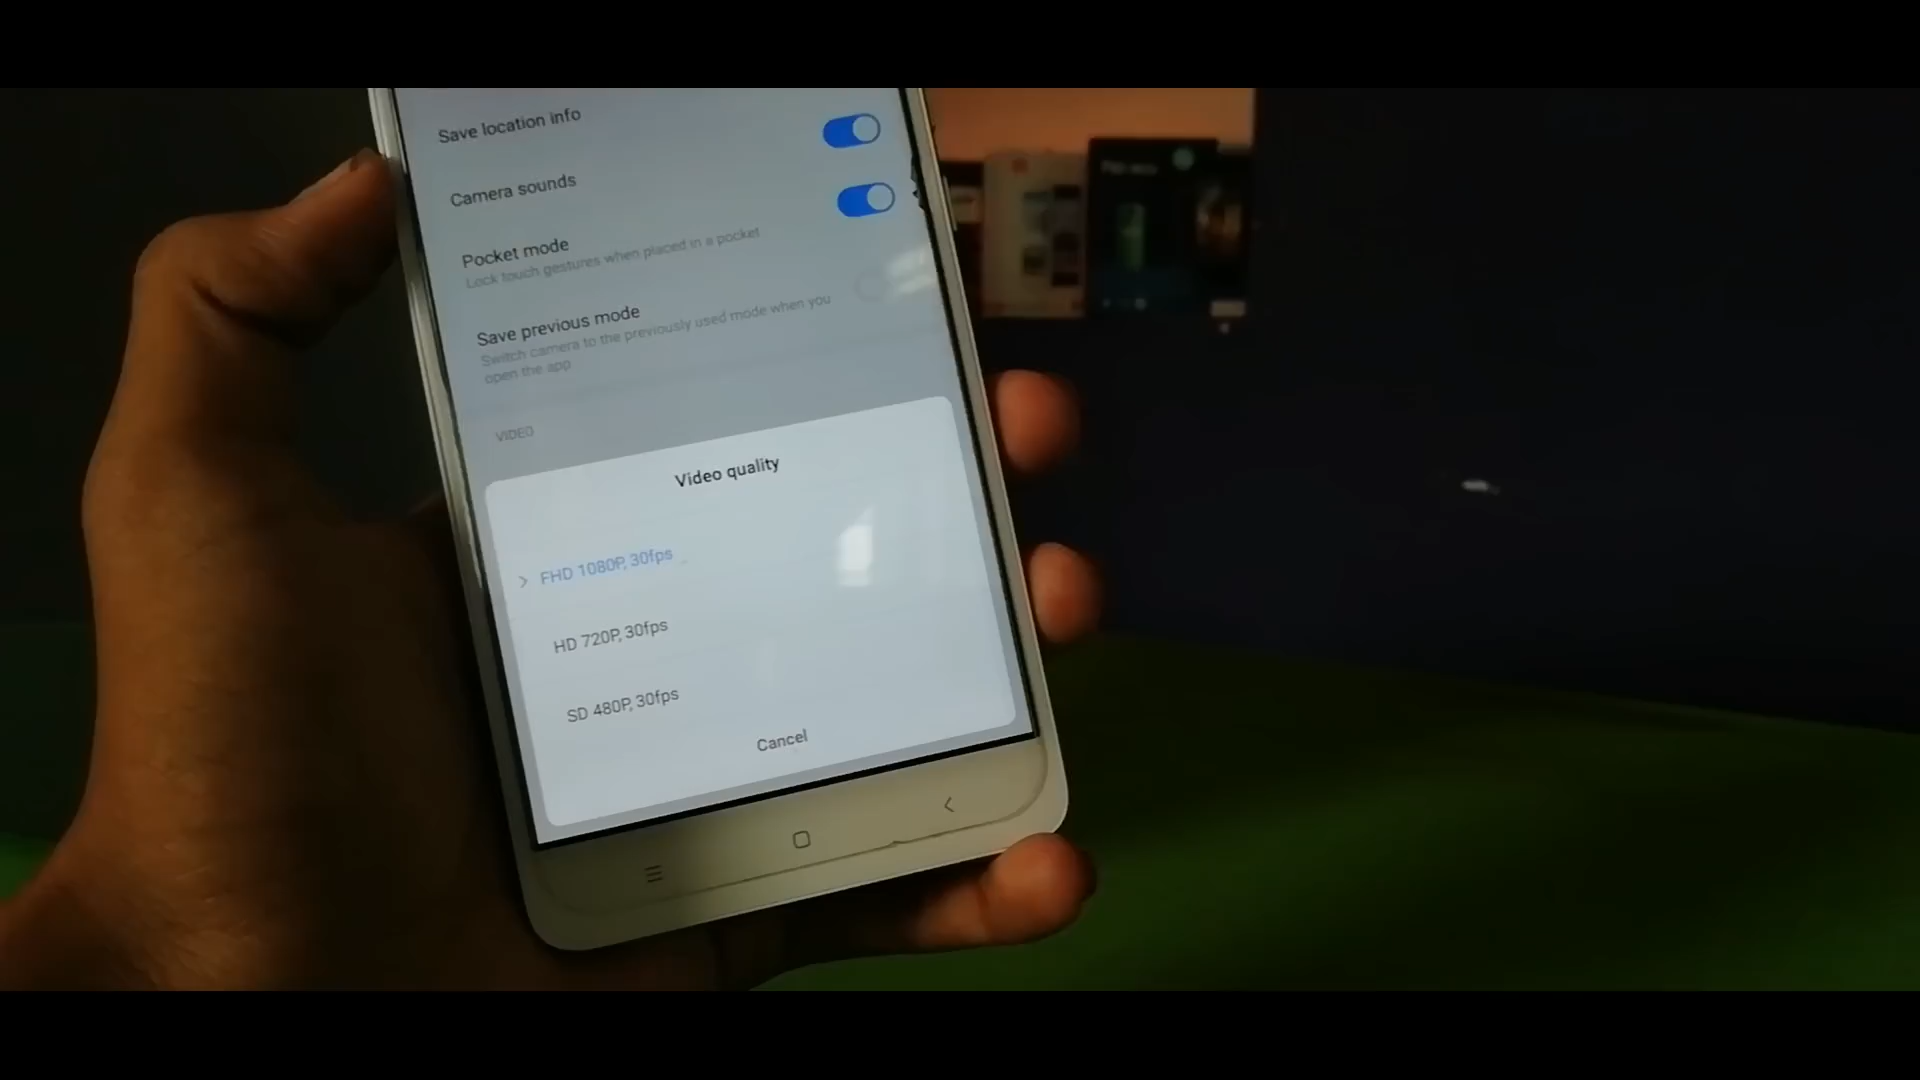 Save location info
Camera sounds
Pocket mode
Lock touch gestures when placed in a pocket
Save previous mode
Switch camera to the previously used mode when you
open the app
VIDEO
Video quality
FHD 1080P, 30fps
HD 720P, 30fps
SD 480P, 30fps
Cancel